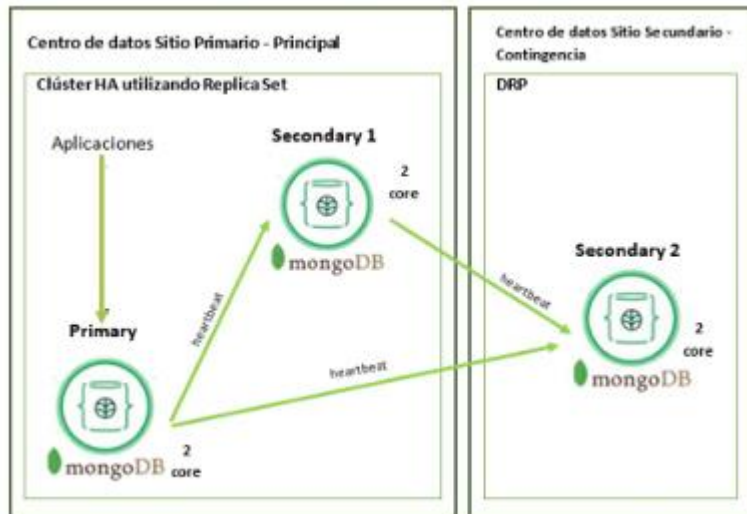 Centro de datos Sitio Primario - Principal
Clúster HA utilizando Replica Set
Aplicaciones
Secondary 1
2
core
mongoDB
heartbeat
Primary
mongoDB
2
core
heartbeat
heartbeat
Centro de datos Sitio Secundario -
Contingencia
DRP
Secondary 2
2
core
mongoDB